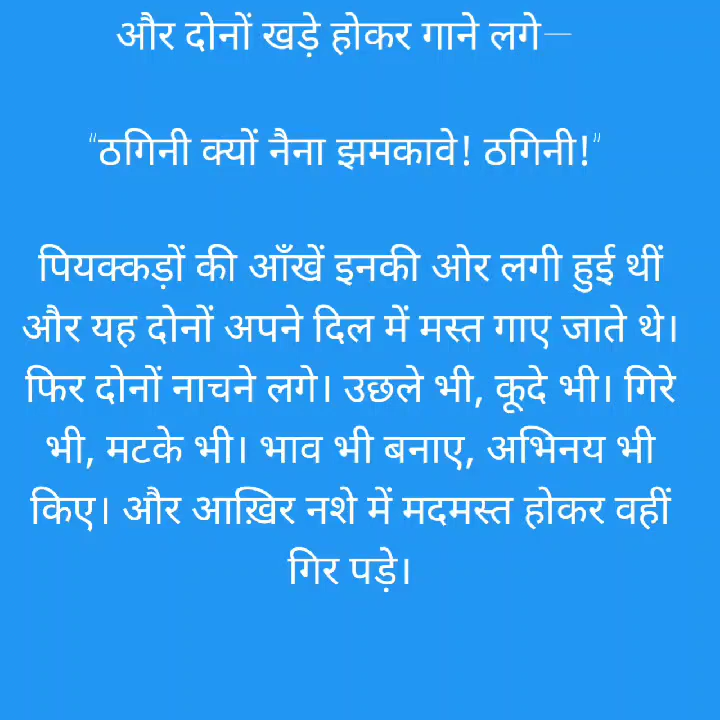 और दोनों खड़े होकर गाने लगे—
“ठगिनी क्यों नैना झमकावे! ठगिनी!”
पियक्कड़ों की आँखें इनकी ओर लगी हुई थीं
और यह दोनों अपने दिल में मस्त गाए जाते थे।
फिर दोनों नाचने लगे। उछले भी, कूदे भी। गिरे
भी, मटके भी। भाव भी बनाए, अभिनय भी
किए। और आख़िर नशे में मदमस्त होकर वहीं
गिर पड़े।